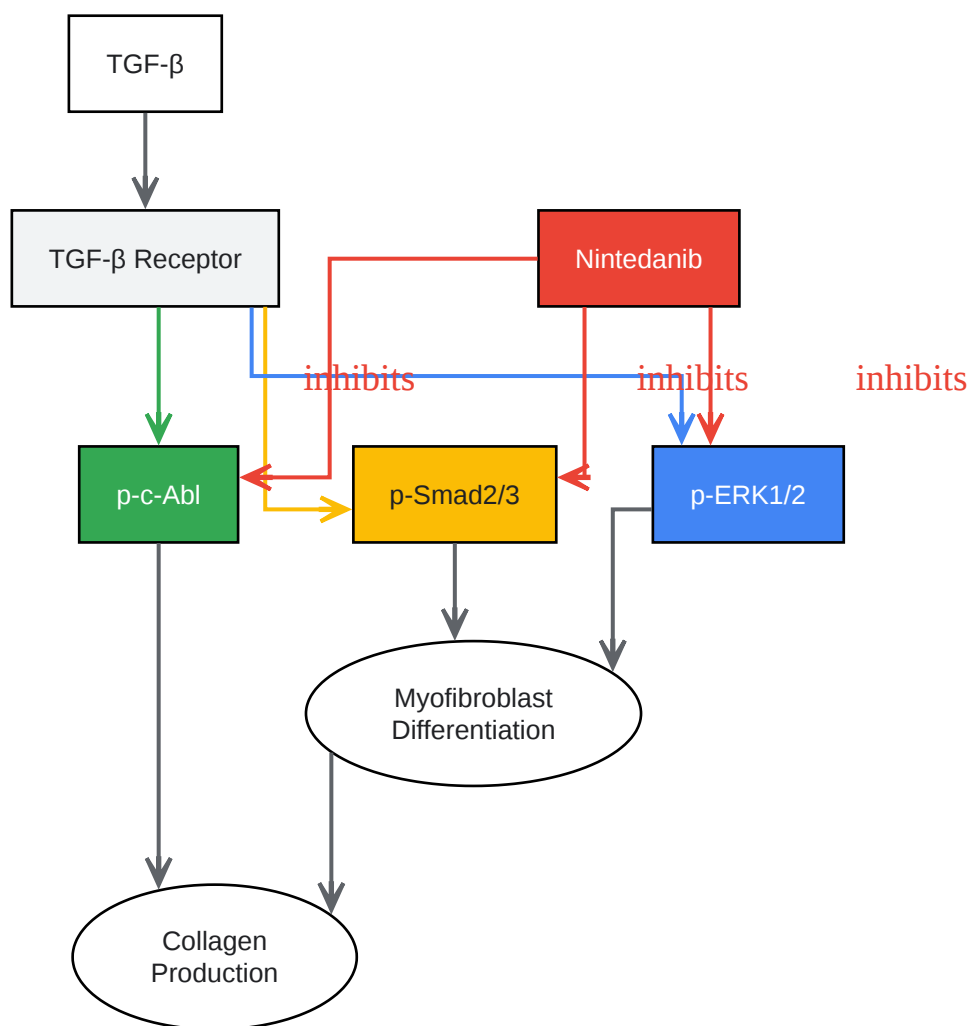 TGF-β
TGF-β Receptor
Nintedanib
inhibits
inhibits
inhibits
p-c-Abl
p-Smad2/3
p-ERK1/2
Myofibroblast
Differentiation
Collagen
Production